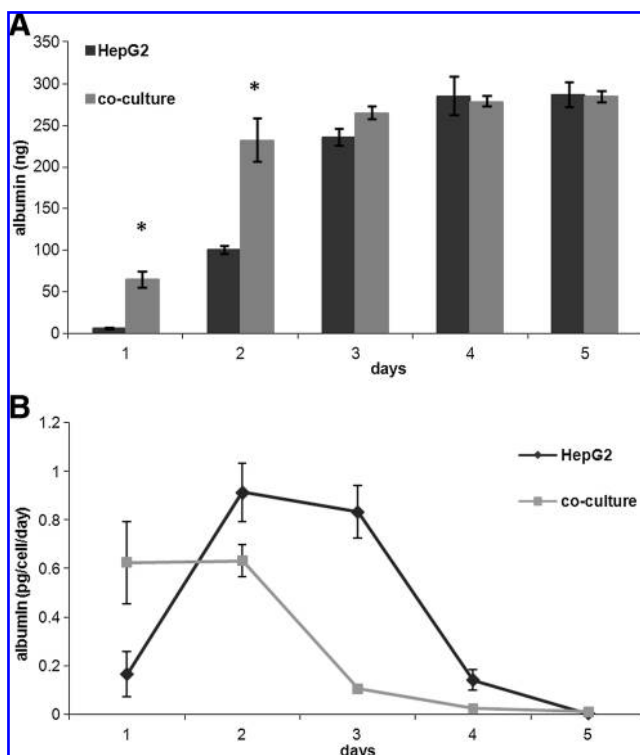 A
350
HepG2
300
co-culture
*
250
200
*
150
100
50
0
albumin (ng)
1 2 3 4 5
days
B
1.2
HepG2
1
co-culture
0.8
0.6
0.4
0.2
0
albumin (pg/cell/day)
1 2 3 4 5
days